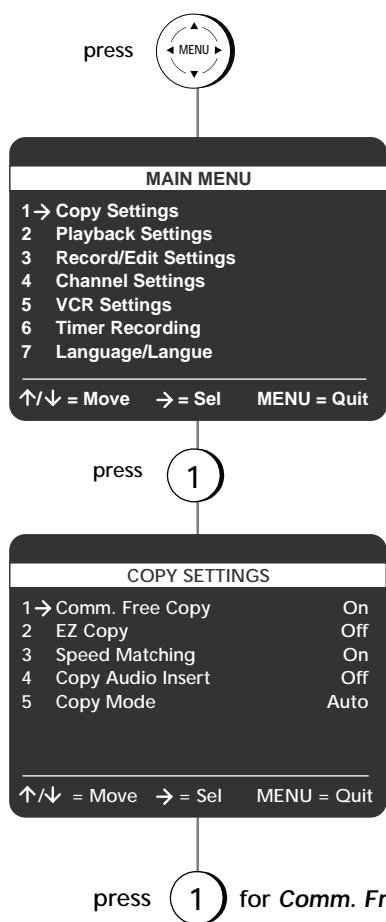 press MENU
MAIN MENU
1→ Copy Settings
2 Playback Settings
3 Record/Edit Settings
4 Channel Settings
5 VCR Settings
6 Timer Recording
7 Language/Langue
↑/↓ = Move → = Sel MENU = Quit
press 1
COPY SETTINGS
1→ Comm. Free Copy On
2 EZ Copy Off
3 Speed Matching On
4 Copy Audio Insert Off
5 Copy Mode Auto
↑/↓ = Move → = Sel MENU = Quit
press 1 for Comm.